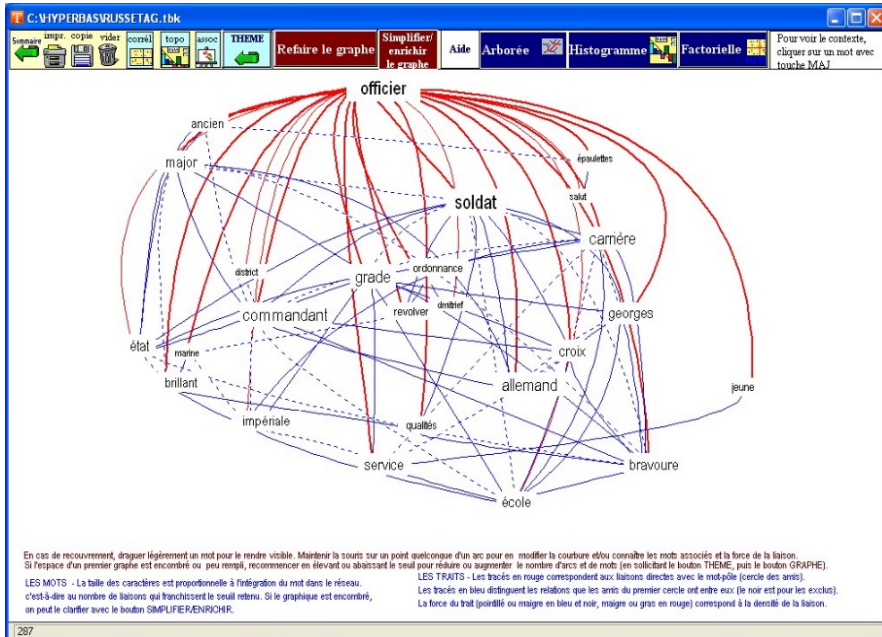 C:\HYPERBAS\RUSSETAG.tbk
Sommaire impr. copie vider corrél topo assoc THEME Refaire le graphe Simplifier/ enrichir le graphe Aide Arborée Histogramme Factorielle Pour voir le contexte, cliquer sur un mot avec touche MAJ
officier
ancien
major
épaulettes
salut
soldat
carrière
district
grade
ordonnance
commandant
revolver
dmitrief
georges
état
marine
croix
brillant
allemand
jeune
impériale
qualités
service
bravoure
école
En cas de recouvrement, draguer légèrement un mot pour le rendre visible. Maintenir la souris sur un point quelconque d'un arc pour en modifier la courbure et/ou connaître les mots associés et la force de la liaison.
Si l'espace d'un premier graphe est encombré ou peu rempli, recommencer en élevant ou abaissant le seuil pour réduire ou augmenter le nombre d'arcs et de mots (en sollicitant le bouton THEME, puis le bouton GRAPHE).
LES MOTS - La taille des caractères est proportionnelle à l'intégration du mot dans le réseau.
c'est-à-dire au nombre de liaisons qui franchissent le seuil retenu. Si le graphique est encombré,
on peut le clarifier avec le bouton SIMPLIFIER/ENRICHIR.
LES TRAITS - Les tracés en rouge correspondent aux liaisons directes avec le mot-pôle (cercle des amis).
Les tracés en bleu distinguent les relations que les amis du premier cercle ont entre eux (le noir est pour les exclus).
La force du trait (pointillé ou maigre en bleu et noir, maigre ou gras en rouge) correspond à la densité de la liaison.
287